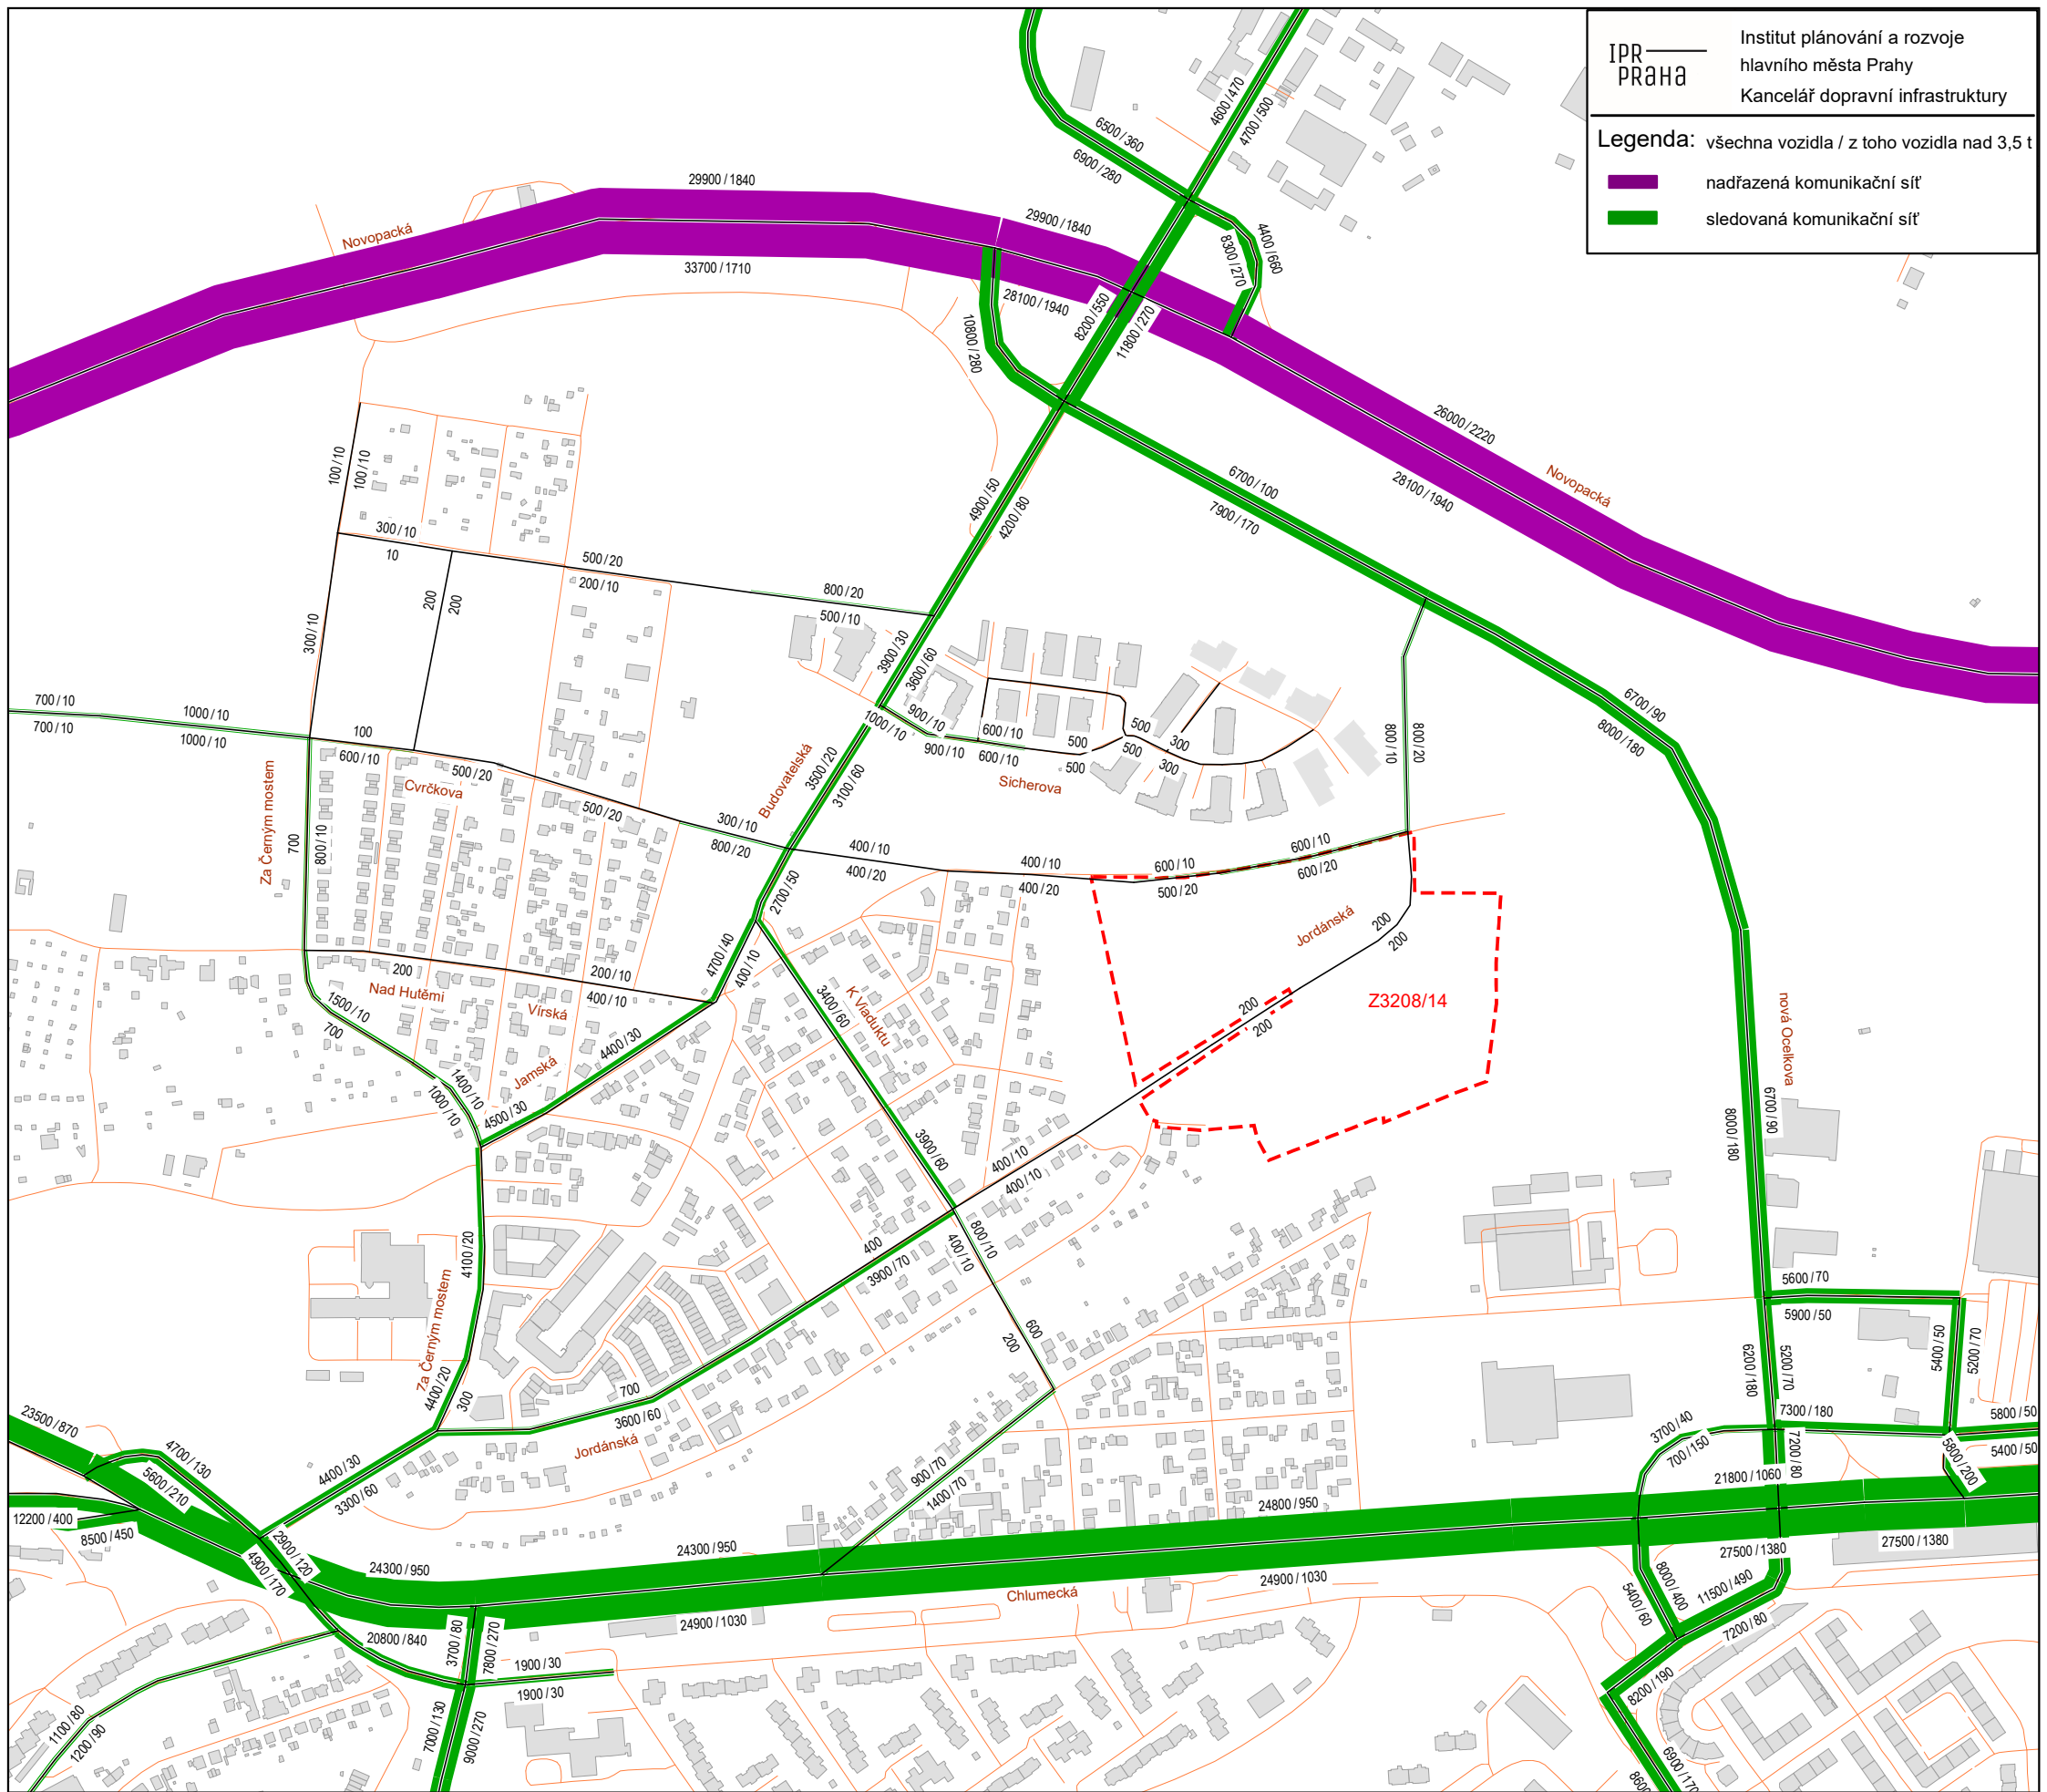 IPR
PRAHA
Institut plánování a rozvoje
hlavního města Prahy
Kancelář dopravní infrastruktury
Legenda: všechna vozidla / z toho vozidla nad 3,5 t
nadřazená komunikační síť
sledovaná komunikační síť
4600 / 470
4700 / 500
6500 / 360
6900 / 280
29900 / 1840
29900 / 1840
Novopacká
33700 / 1710
4400 / 660
8300 / 270
28100 / 1940
8200 / 550
11800 / 270
10800 / 280
26000 / 2220
Novopacká
28100 / 1940
6700 / 100
7900 / 170
100 / 10
100 / 10
4900 / 50
4200 / 80
300 / 10
10
500 / 20
200 / 10
800 / 20
500 / 10
200
200
300 / 10
3900 / 30
3600 / 60
700 / 10
700 / 10
1000 / 10
1000 / 10
100
600 / 10
900 / 10
1000 / 10
900 / 10
600 / 10
600 / 10
500
500
500
500
300
300
Sicherova
800 / 10
800 / 20
6700 / 90
8000 / 180
Za Černým mostem
Cvrčkova
500 / 20
500 / 20
Budovatelská
3500 / 20
3100 / 60
300 / 10
800 / 20
700
800 / 10
400 / 10
400 / 20
400 / 10
400 / 20
600 / 10
500 / 20
600 / 10
600 / 20
2700 / 50
200
Nad Hutěmi
200 / 10
400 / 10
Vírská
4700 / 40
400 / 10
Jordánská
200
200
3400 / 60
K Viaduktu
200
200
Z3208/14
nová Ocelkova
1500 / 10
700
4400 / 30
Jamská
1400 / 10
1000 / 10
4500 / 30
6700 / 90
8000 / 180
3900 / 60
400 / 10
400 / 10
4100 / 20
400
3900 / 70
800 / 10
400 / 10
Za Černým mostem
5600 / 70
5900 / 50
600
200
6200 / 180
5200 / 70
5400 / 50
5200 / 70
4400 / 20
300
700
3600 / 60
Jordánská
23500 / 870
4700 / 130
5600 / 210
4400 / 30
3300 / 60
900 / 70
1400 / 70
3700 / 40
700 / 150
7300 / 180
7200 / 80
5800 / 50
5400 / 50
5800 / 200
21800 / 1060
24800 / 950
12200 / 400
8500 / 450
2900 / 120
4900 / 170
24300 / 950
24300 / 950
27500 / 1380
27500 / 1380
24900 / 1030
Chlumecká
24900 / 1030
8000 / 400
5400 / 60
11500 / 490
7200 / 80
20800 / 840
3700 / 80
7800 / 270
1900 / 30
1900 / 30
8200 / 190
1100 / 80
1200 / 90
7000 / 130
9000 / 270
6900 / 170